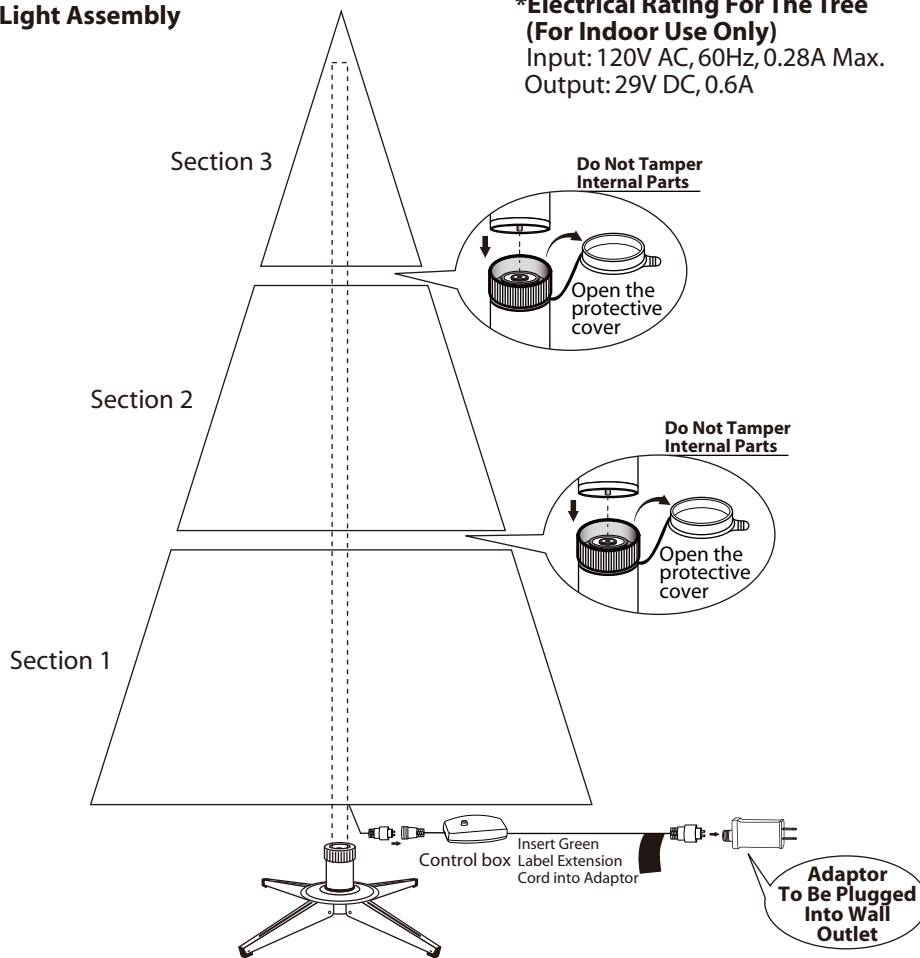 Light Assembly
*Electrical Rating For The Tree
(For Indoor Use Only)
Input: 120V AC, 60Hz, 0.28A Max.
Output: 29V DC, 0.6A
Section 3
Do Not Tamper
Internal Parts
Open the
protective
cover
Section 2
Do Not Tamper
Internal Parts
Open the
protective
cover
Section 1
Control box
Insert Green
Label Extension
Cord into Adaptor
Adaptor
To Be Plugged
Into Wall
Outlet